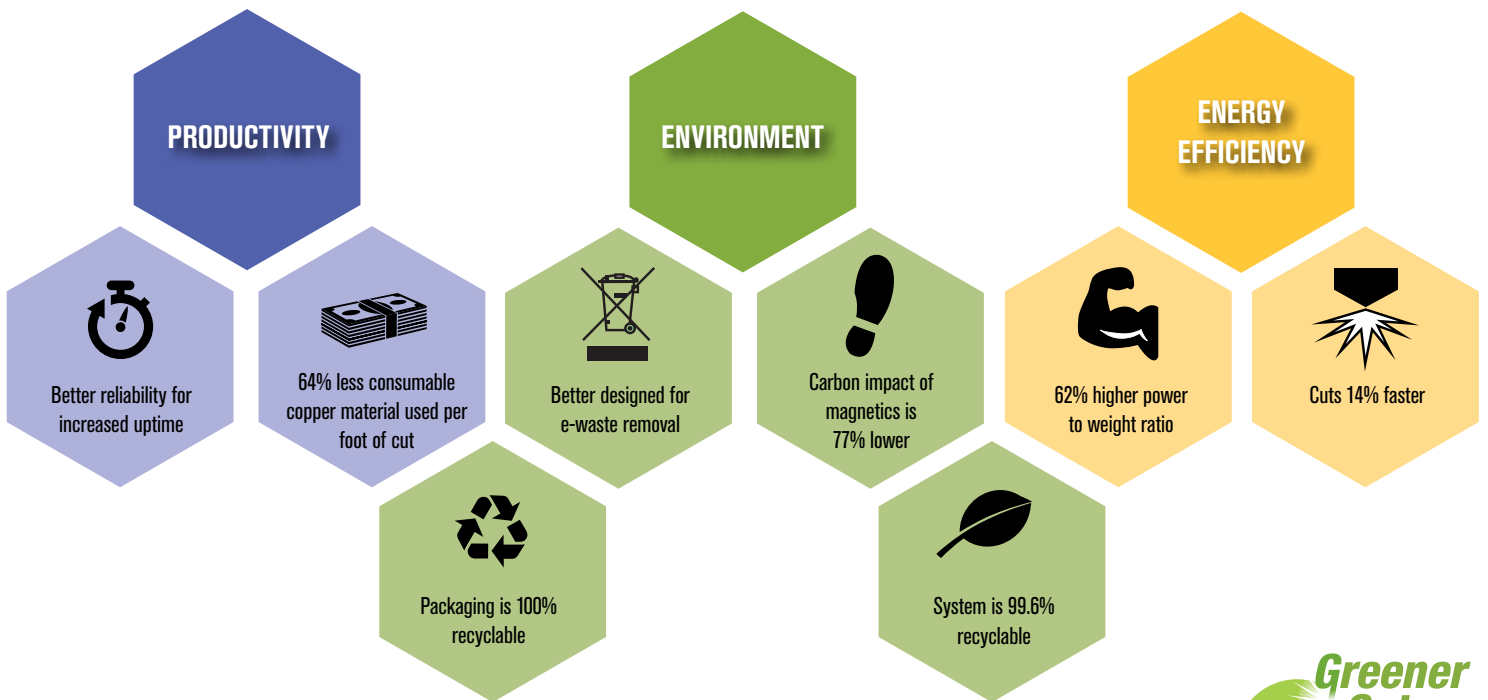 PRODUCTIVITY
Better reliability for
increased uptime
64% less consumable
copper material used per
foot of cut
ENVIRONMENT
Better designed for
e-waste removal
Carbon impact of
magnetics is
77% lower
Packaging is 100%
recyclable
System is 99.6%
recyclable
ENERGY
EFFICIENCY
62% higher power
to weight ratio
Cuts 14% faster
Greener